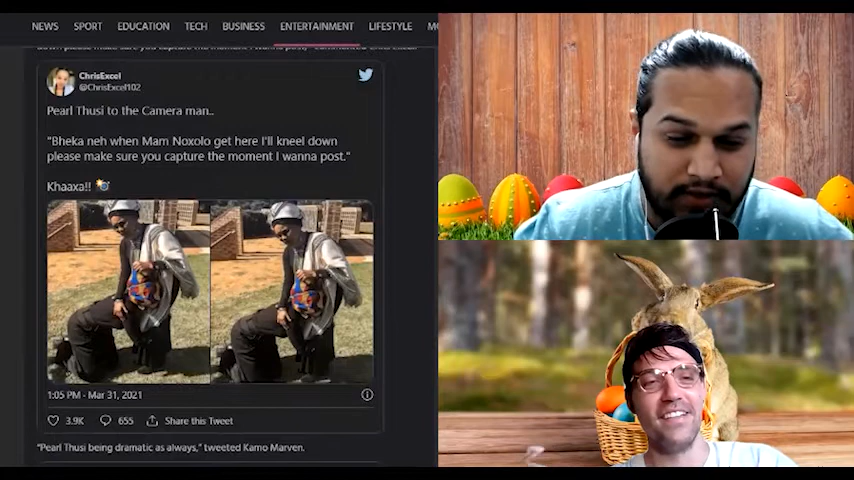 NEWS SPORT EDUCATION TECH BUSINESS ENTERTAINMENT LIFESTYLE
ChrisExcel
@ChrisExcel102
Pearl Thusi to the Camera man..
"Bheka neh when Mam Noxolo get here I'll kneel down
please make sure you capture the moment I wanna post."
Khaaxa!!
1:05 PM - Mar 31, 2021
3.9K 655 Share this Tweet
"Pearl Thusi being dramatic as always," tweeted Kamo Marven.